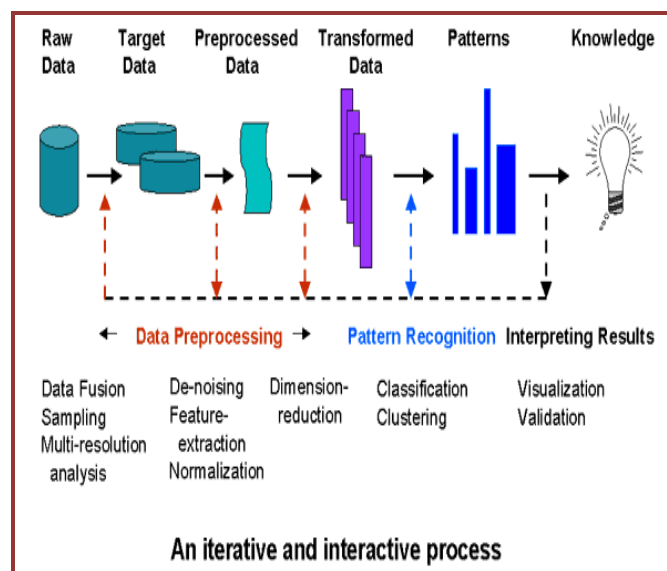 Raw Target Preprocessed Transformed Patterns Knowledge
Data Data Data Data
Data Preprocessing Pattern Recognition Interpreting Results
Data Fusion De-noising Dimension- Classification Visualization
Sampling Feature- reduction Clustering Validation
Multi-resolution extraction
analysis Normalization
An iterative and interactive process